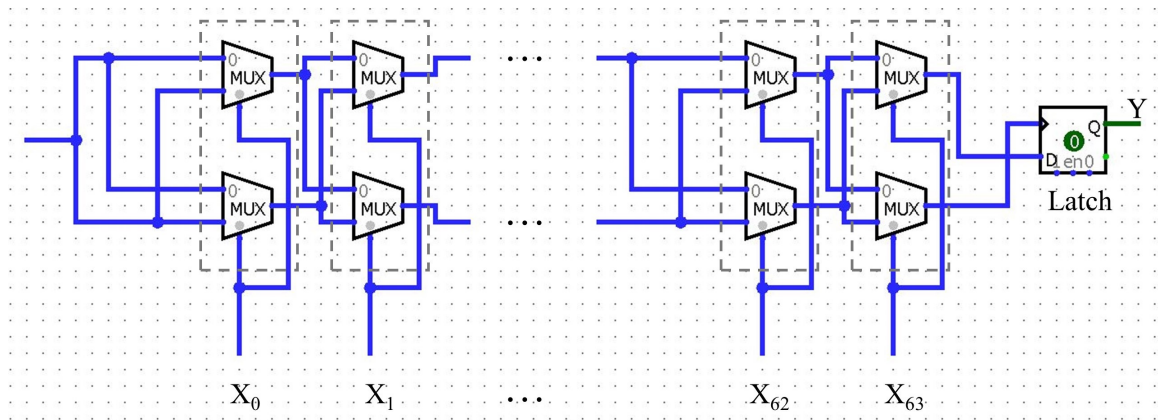 0 0 ... 0 0
MUX MUX MUX MUX
Y
Q
0
D 1en0
0 0 0 0
MUX MUX MUX MUX
Latch
...
X0 X1 ... X62 X63